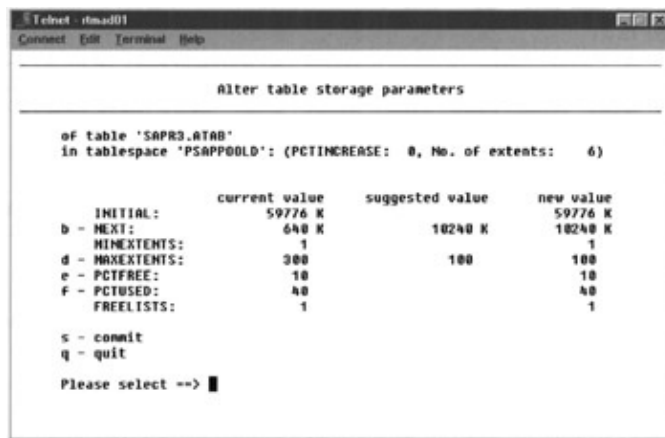 Telnet - rtmad01
Connect Edit Terminal Help
Alter table storage parameters
of table 'SAPR3.ATAB'
in tablespace 'PSAPPOOLD': (PCTINCREASE: 0, No. of extents: 6)
current value suggested value new value
INITIAL: 59776 K 59776 K
b - NEXT: 640 K 10240 K 10240 K
MINEXTENTS: 1 1
d - MAXEXTENTS: 300 100 100
e - PCTFREE: 10 10
f - PCTUSED: 40 40
FREELISTS: 1 1
s - commit
q - quit
Please select -->